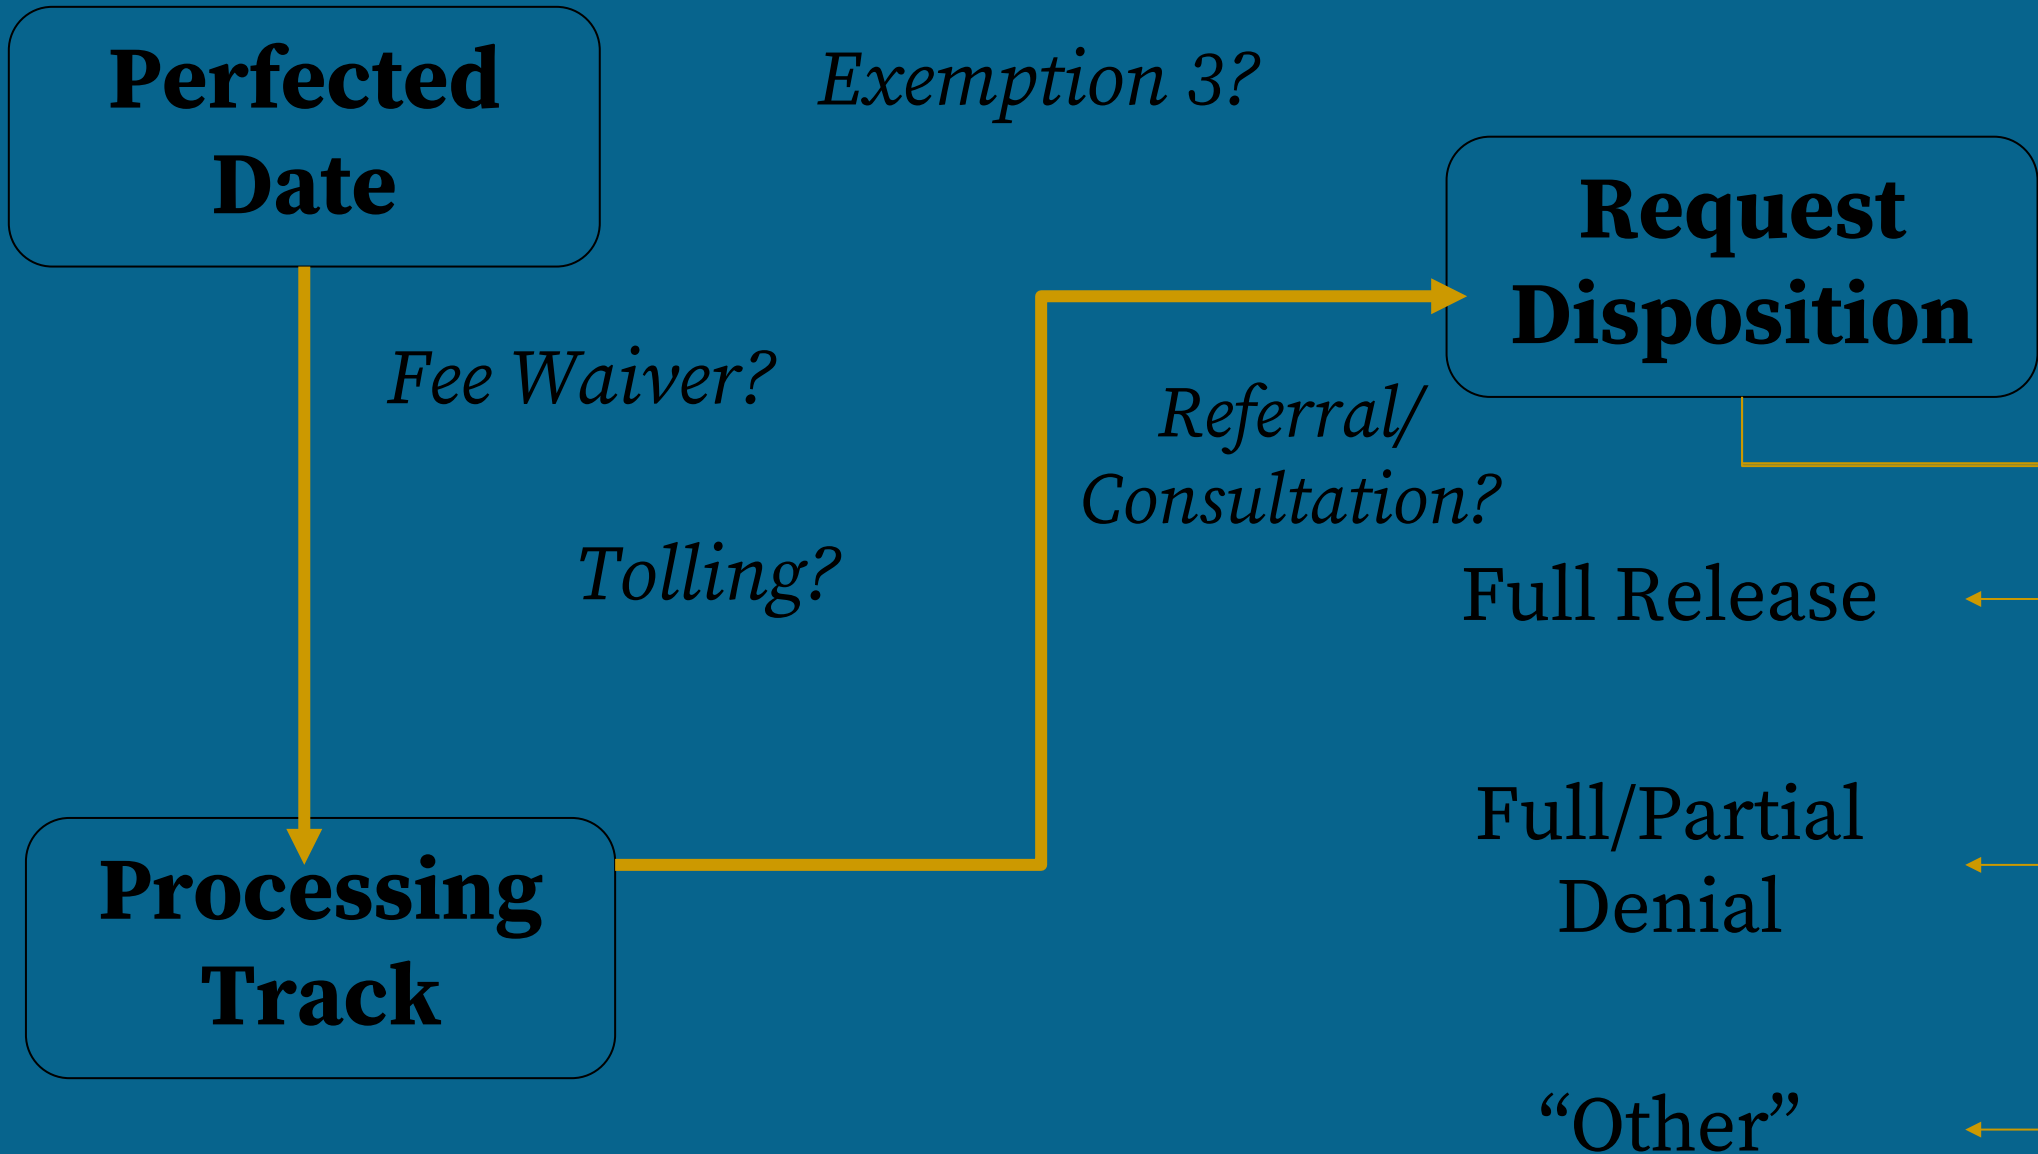 Perfected
Date
Exemption 3?
Request
Disposition
Fee Waiver?
Referral/
Consultation?
Tolling?
Full Release
Full/Partial
Denial
Processing
Track
“Other”